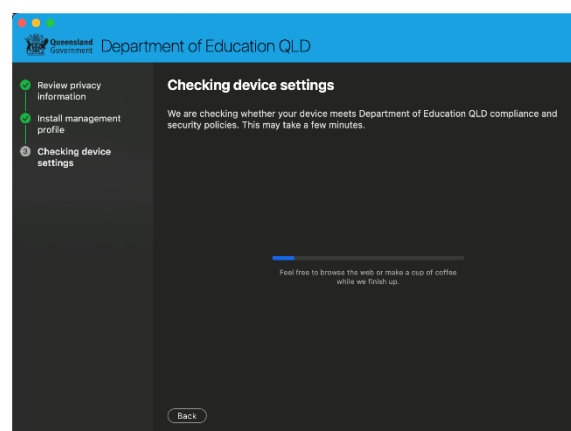 Queensland
Government
Department of Education QLD
Review privacy
information
Install management
profile
3
Checking device
settings
Checking device settings
We are checking whether your device meets Department of Education QLD compliance and
security policies. This may take a few minutes.
Feel free to browse the web or make a cup of coffee
while we finish up.
Back